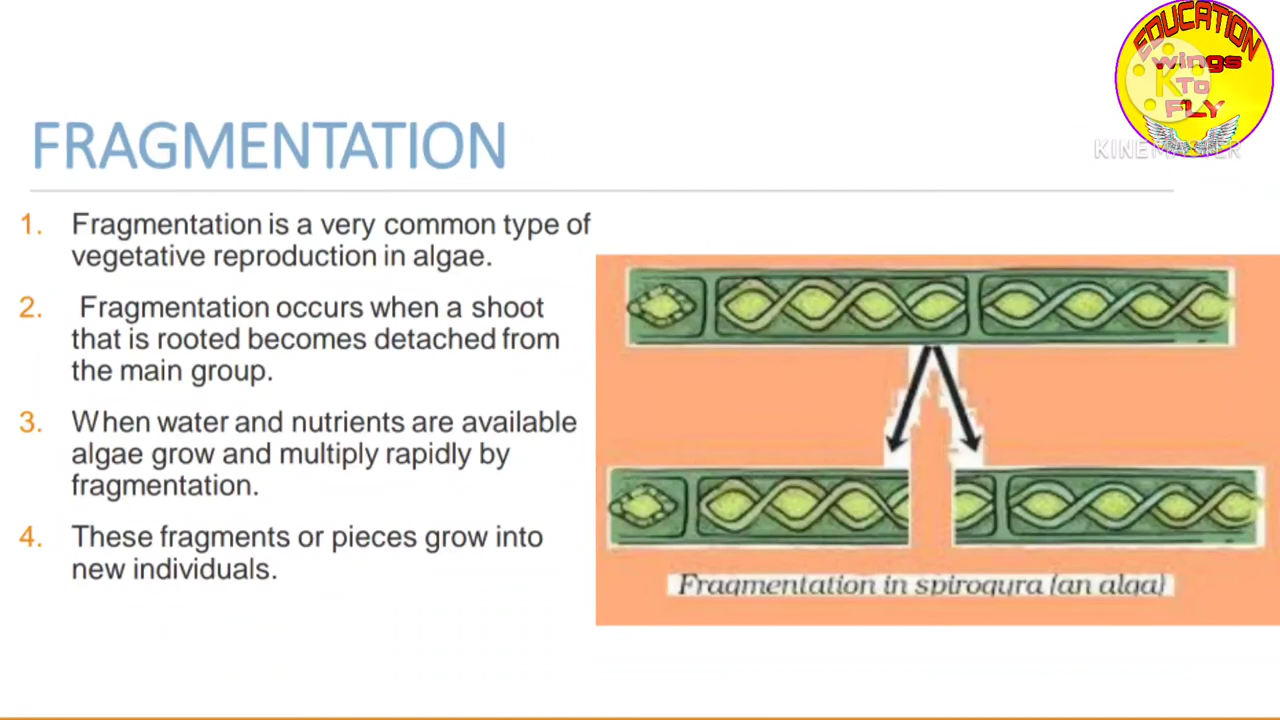 EDUCATION
wings
To
FLY
K
KINEMASTER
FRAGMENTATION
1. Fragmentation is a very common type of
vegetative reproduction in algae.
2. Fragmentation occurs when a shoot
that is rooted becomes detached from
the main group.
3. When water and nutrients are available
algae grow and multiply rapidly by
fragmentation.
4. These fragments or pieces grow into
new individuals.
Fragmentation in spirogyra (an alga)